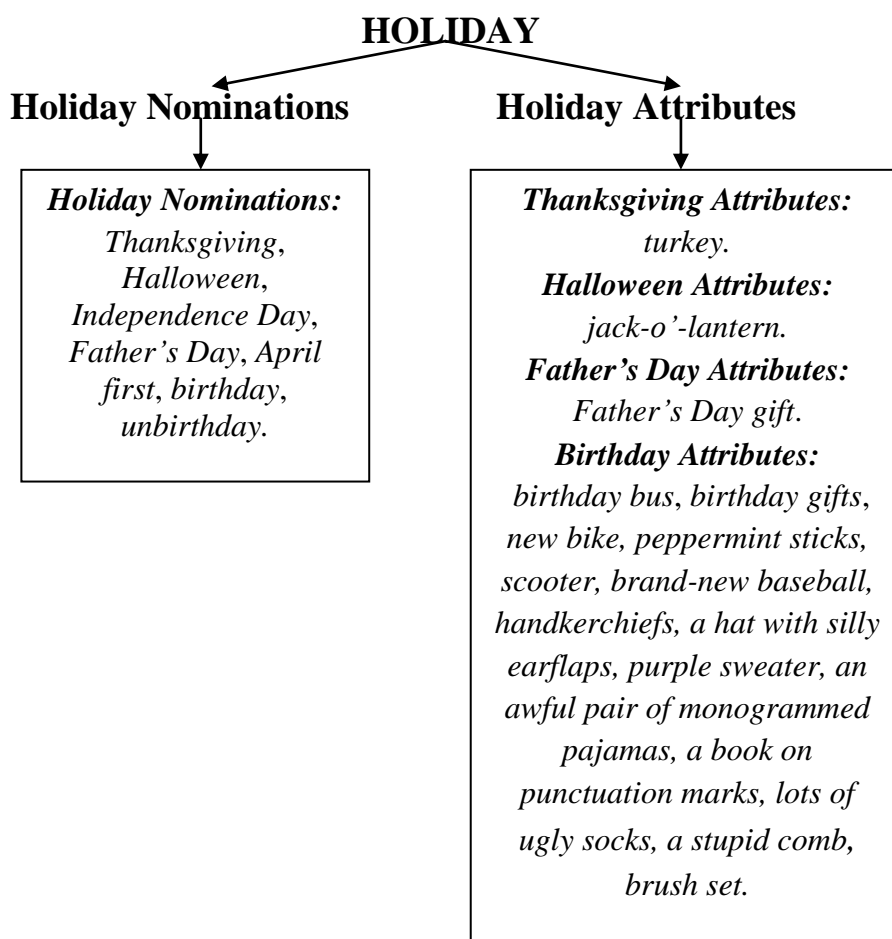 HOLIDAY
Holiday Nominations
Holiday Attributes
Holiday Nominations:
Thanksgiving,
Halloween,
Independence Day,
Father’s Day, April
first, birthday,
unbirthday.
Thanksgiving Attributes:
turkey.
Halloween Attributes:
jack-o’-lantern.
Father’s Day Attributes:
Father’s Day gift.
Birthday Attributes:
birthday bus, birthday gifts,
new bike, peppermint sticks,
scooter, brand-new baseball,
handkerchiefs, a hat with silly
earflaps, purple sweater, an
awful pair of monogrammed
pajamas, a book on
punctuation marks, lots of
ugly socks, a stupid comb,
brush set.